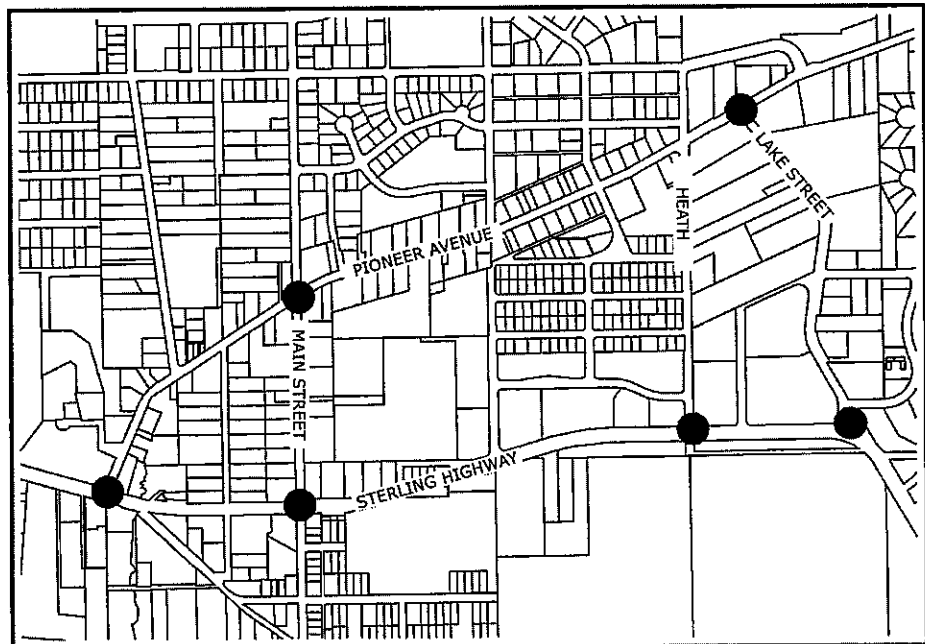 LAKE STREET
HEATH
PIONEER AVENUE
MAIN STREET
STERLING HIGHWAY